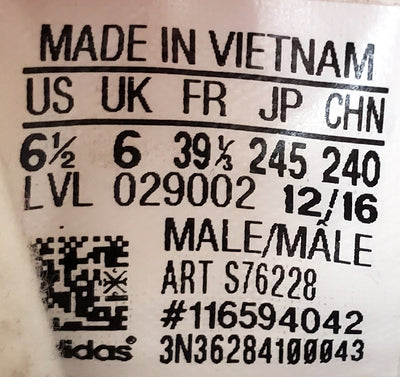 MADE IN VIETNAM
US UK FR JP CHN
6½ 6 39⅓ 245 240
LVL 029002 12/16
MALE/MÂLE
ART S76228
#116594042
adidas® 3N36284100043